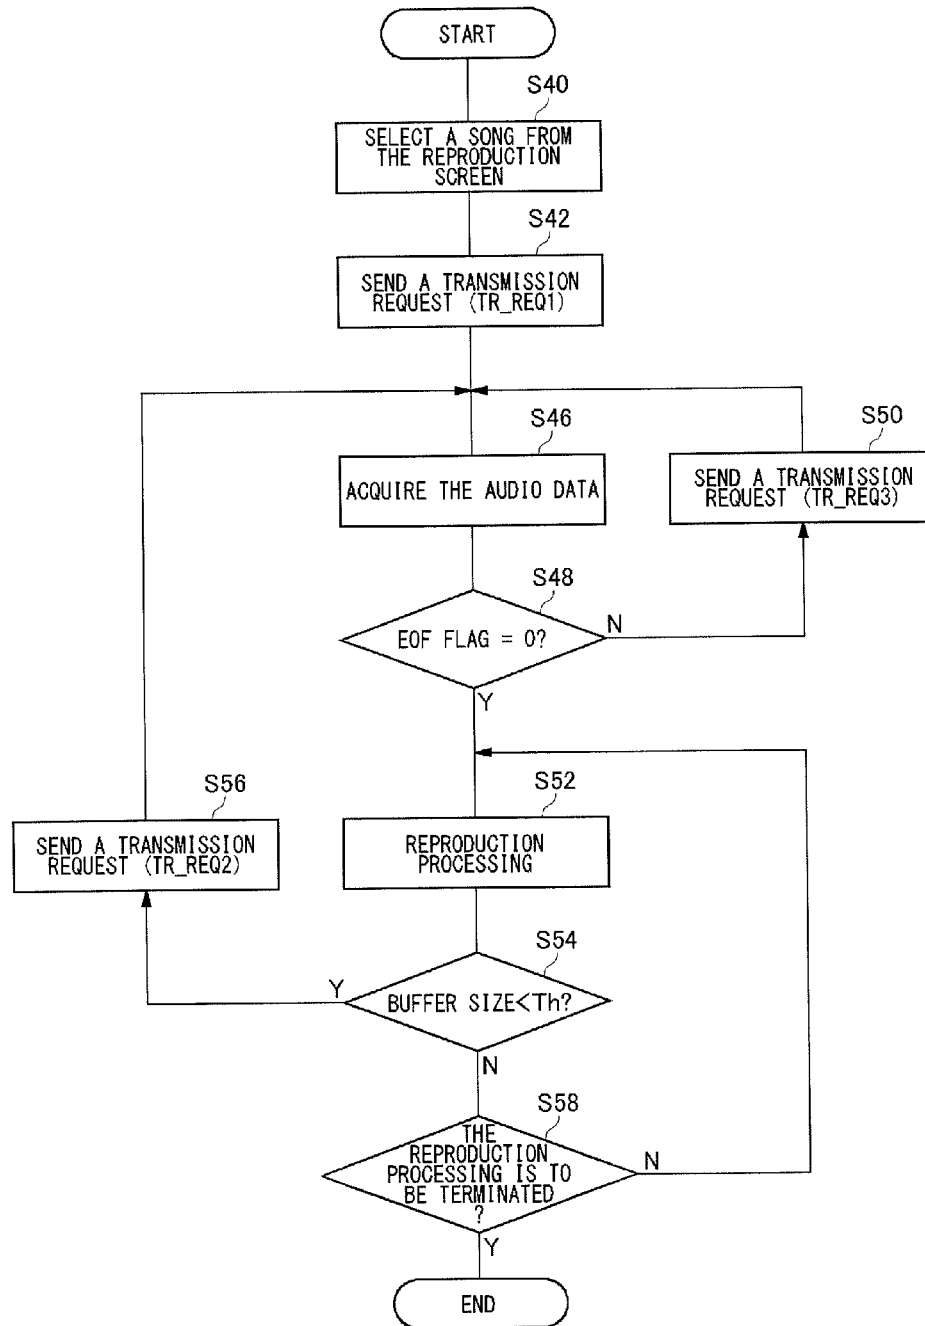 START
S40
SELECT A SONG FROM
THE REPRODUCTION
SCREEN
S42
SEND A TRANSMISSION
REQUEST (TR_REQ1)
S46
ACQUIRE THE AUDIO DATA
S50
SEND A TRANSMISSION
REQUEST (TR_REQ3)
S48
EOF FLAG = 0?
N
Y
S56
SEND A TRANSMISSION
REQUEST (TR_REQ2)
S52
REPRODUCTION
PROCESSING
S54
BUFFER SIZE<Th?
Y
N
S58
THE
REPRODUCTION
PROCESSING IS TO
BE TERMINATED
?
N
Y
END